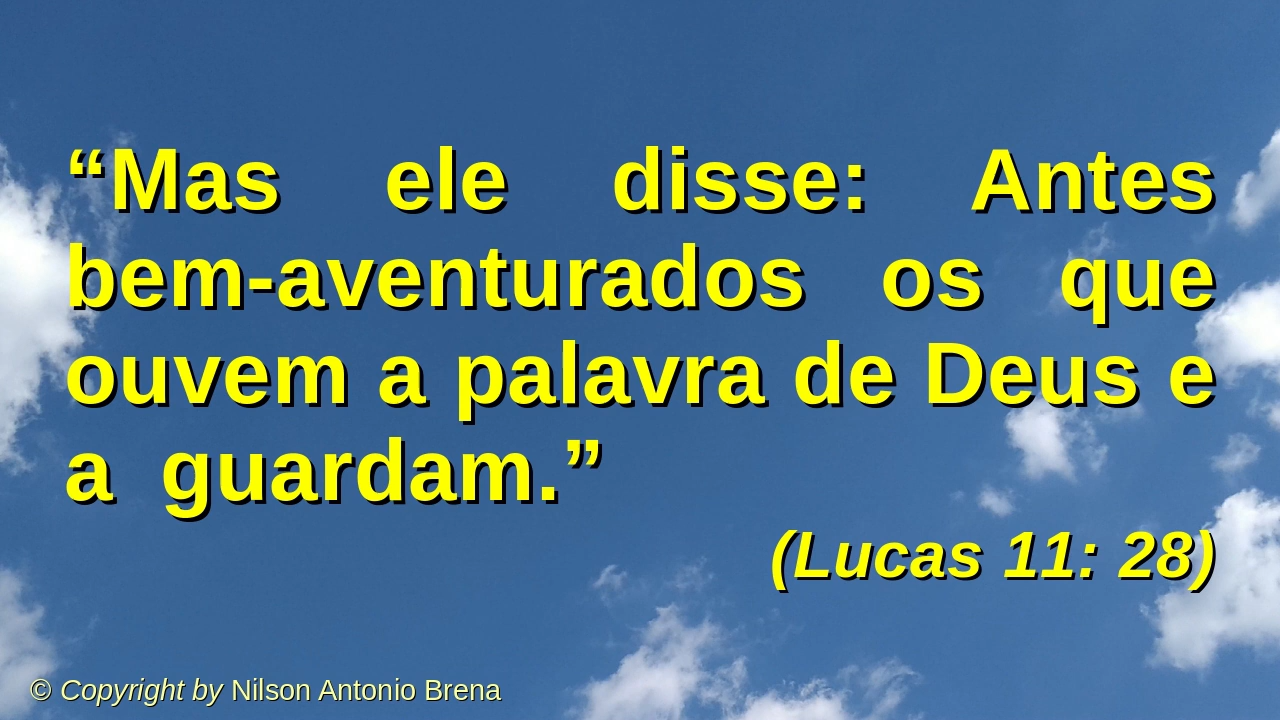 “Mas ele disse: Antes
bem-aventurados os que
ouvem a palavra de Deus e
a guardam.”
(Lucas 11: 28)
© Copyright by Nilson Antonio Brena